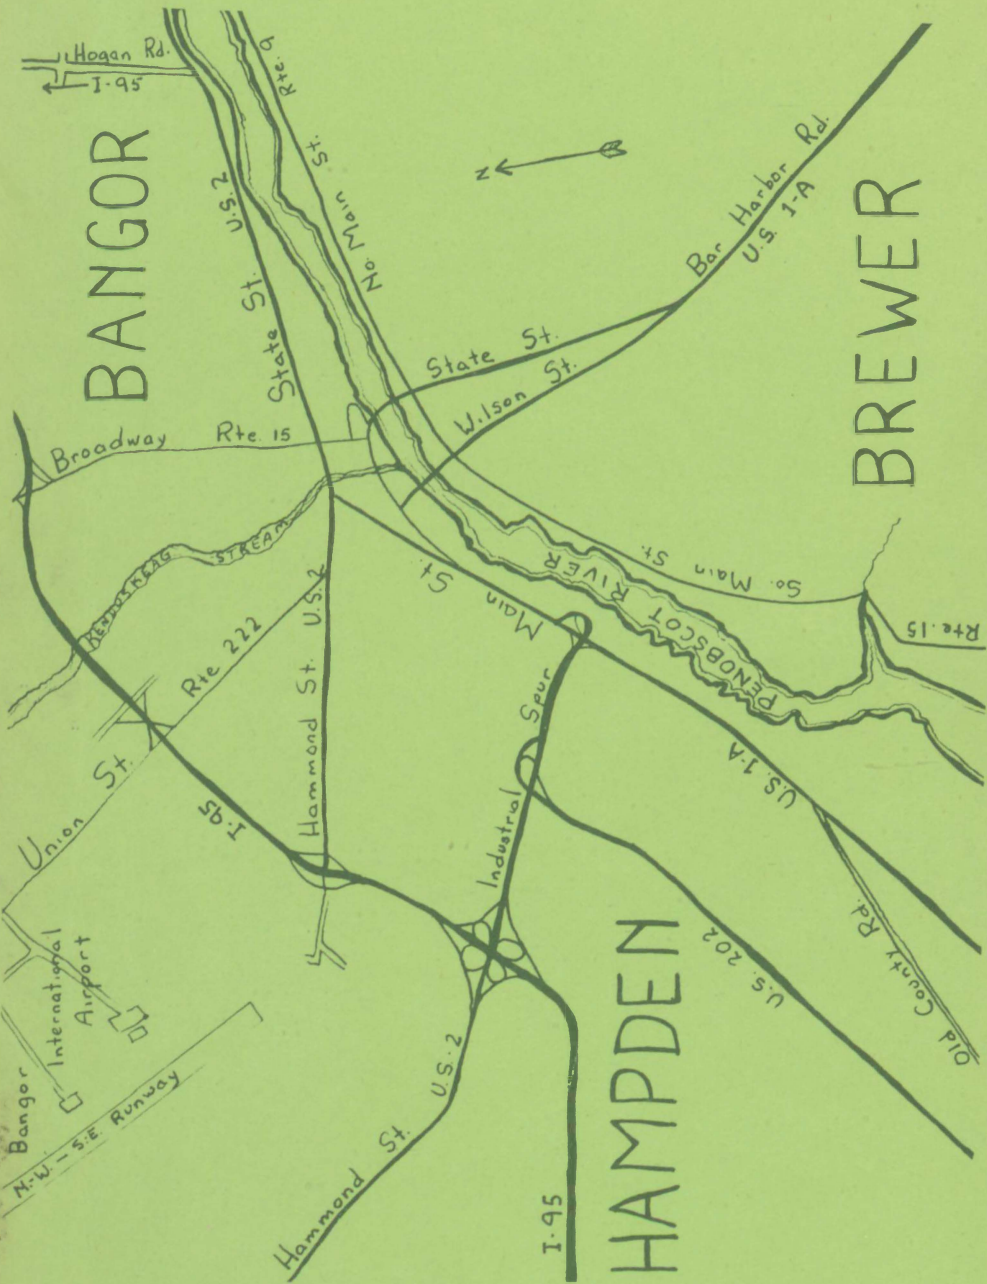 Hogan Rd.
I-95
BANGOR
U.S. 2
State St.
Rte. 9
No. Main St.
N
Bar Harbor Rd.
U.S. 1-A
BREWER
State St.
Wilson St.
Broadway Rte. 15
KENDUSKEAG STREAM
Rte 222
Union St.
I-95
Hammond St. U.S. 2
Main St.
PENOBSCOT RIVER
So. Main St.
Rte. 15
Industrial Spur
U.S. 1-A
Old County Rd.
U.S. 202
HAMPDEN
I-95
Hammond St. U.S. 2
Bangor
International
Airport
N.-W. - S.E. Runway